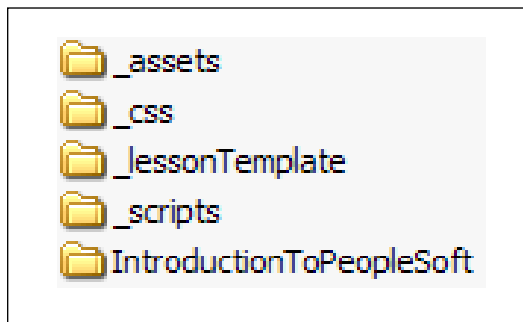 _assets
_css
_lessonTemplate
_scripts
IntroductionToPeopleSoft